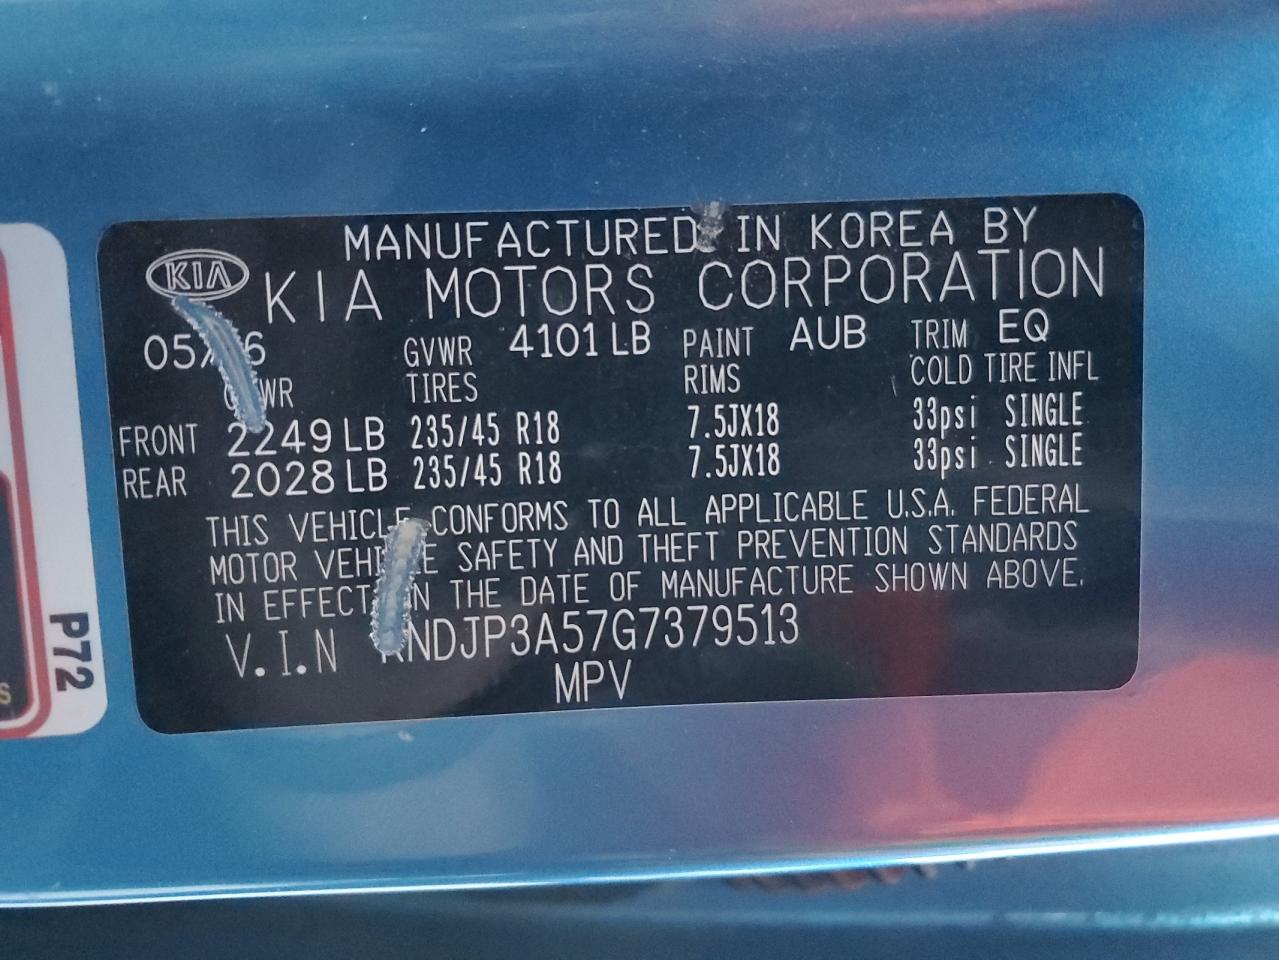 MANUFACTURED IN KOREA BY
KIA KIA MOTORS CORPORATION
GVWR 4101 LB PAINT AUB TRIM EQ
TIRES RIMS COLD TIRE INFL
FRONT 2249 LB 235/45 R18 7.5JX18 33psi SINGLE
REAR 2028 LB 235/45 R18 7.5JX18 33psi SINGLE
THIS VEHICLE CONFORMS TO ALL APPLICABLE U.S.A. FEDERAL
MOTOR VEHICLE SAFETY AND THEFT PREVENTION STANDARDS
IN EFFECT ON THE DATE OF MANUFACTURE SHOWN ABOVE.
V.I.N KNDJP3A57G7379513
MPV
P72